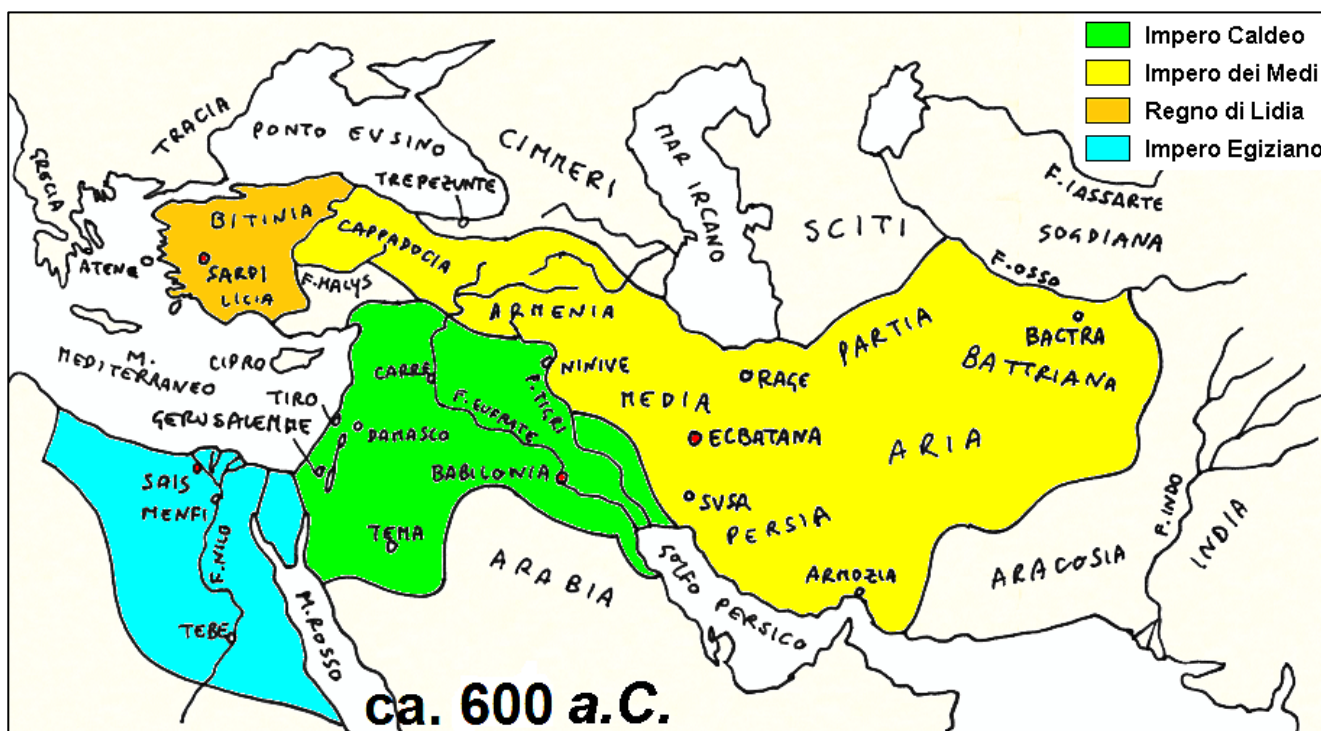 Impero Caldeo
Impero dei Medi
Regno di Lidia
Impero Egiziano
TRACIA
PONTO EUSINO
CIMMERI
MAR IRCANO
GRECIA
TREPEZUNTE
SCITI
F. IASSARTE
SOGDIANA
BITINIA
CAPPADOCIA
ATENE
SARDI
LICIA
F. HALYS
F. OSSO
ARMENIA
PARTIA
BACTRA
BATTRIANA
M.
MEDITERRANEO
CIPRO
CARRE
NINIVE
RAGE
F. TIGRI
MEDIA
F. EUFRATE
TIRO
GERUSALEMME
DAMASCO
ECBATANA
ARIA
BABILONIA
SAIS
MENFI
SUSA
PERSIA
F. INDO
INDIA
TEMA
F. NILO
ARABIA
GOLFO PERSICO
ARMOZIA
ARACOSIA
TEBE
M. ROSSO
ca. 600 a.C.